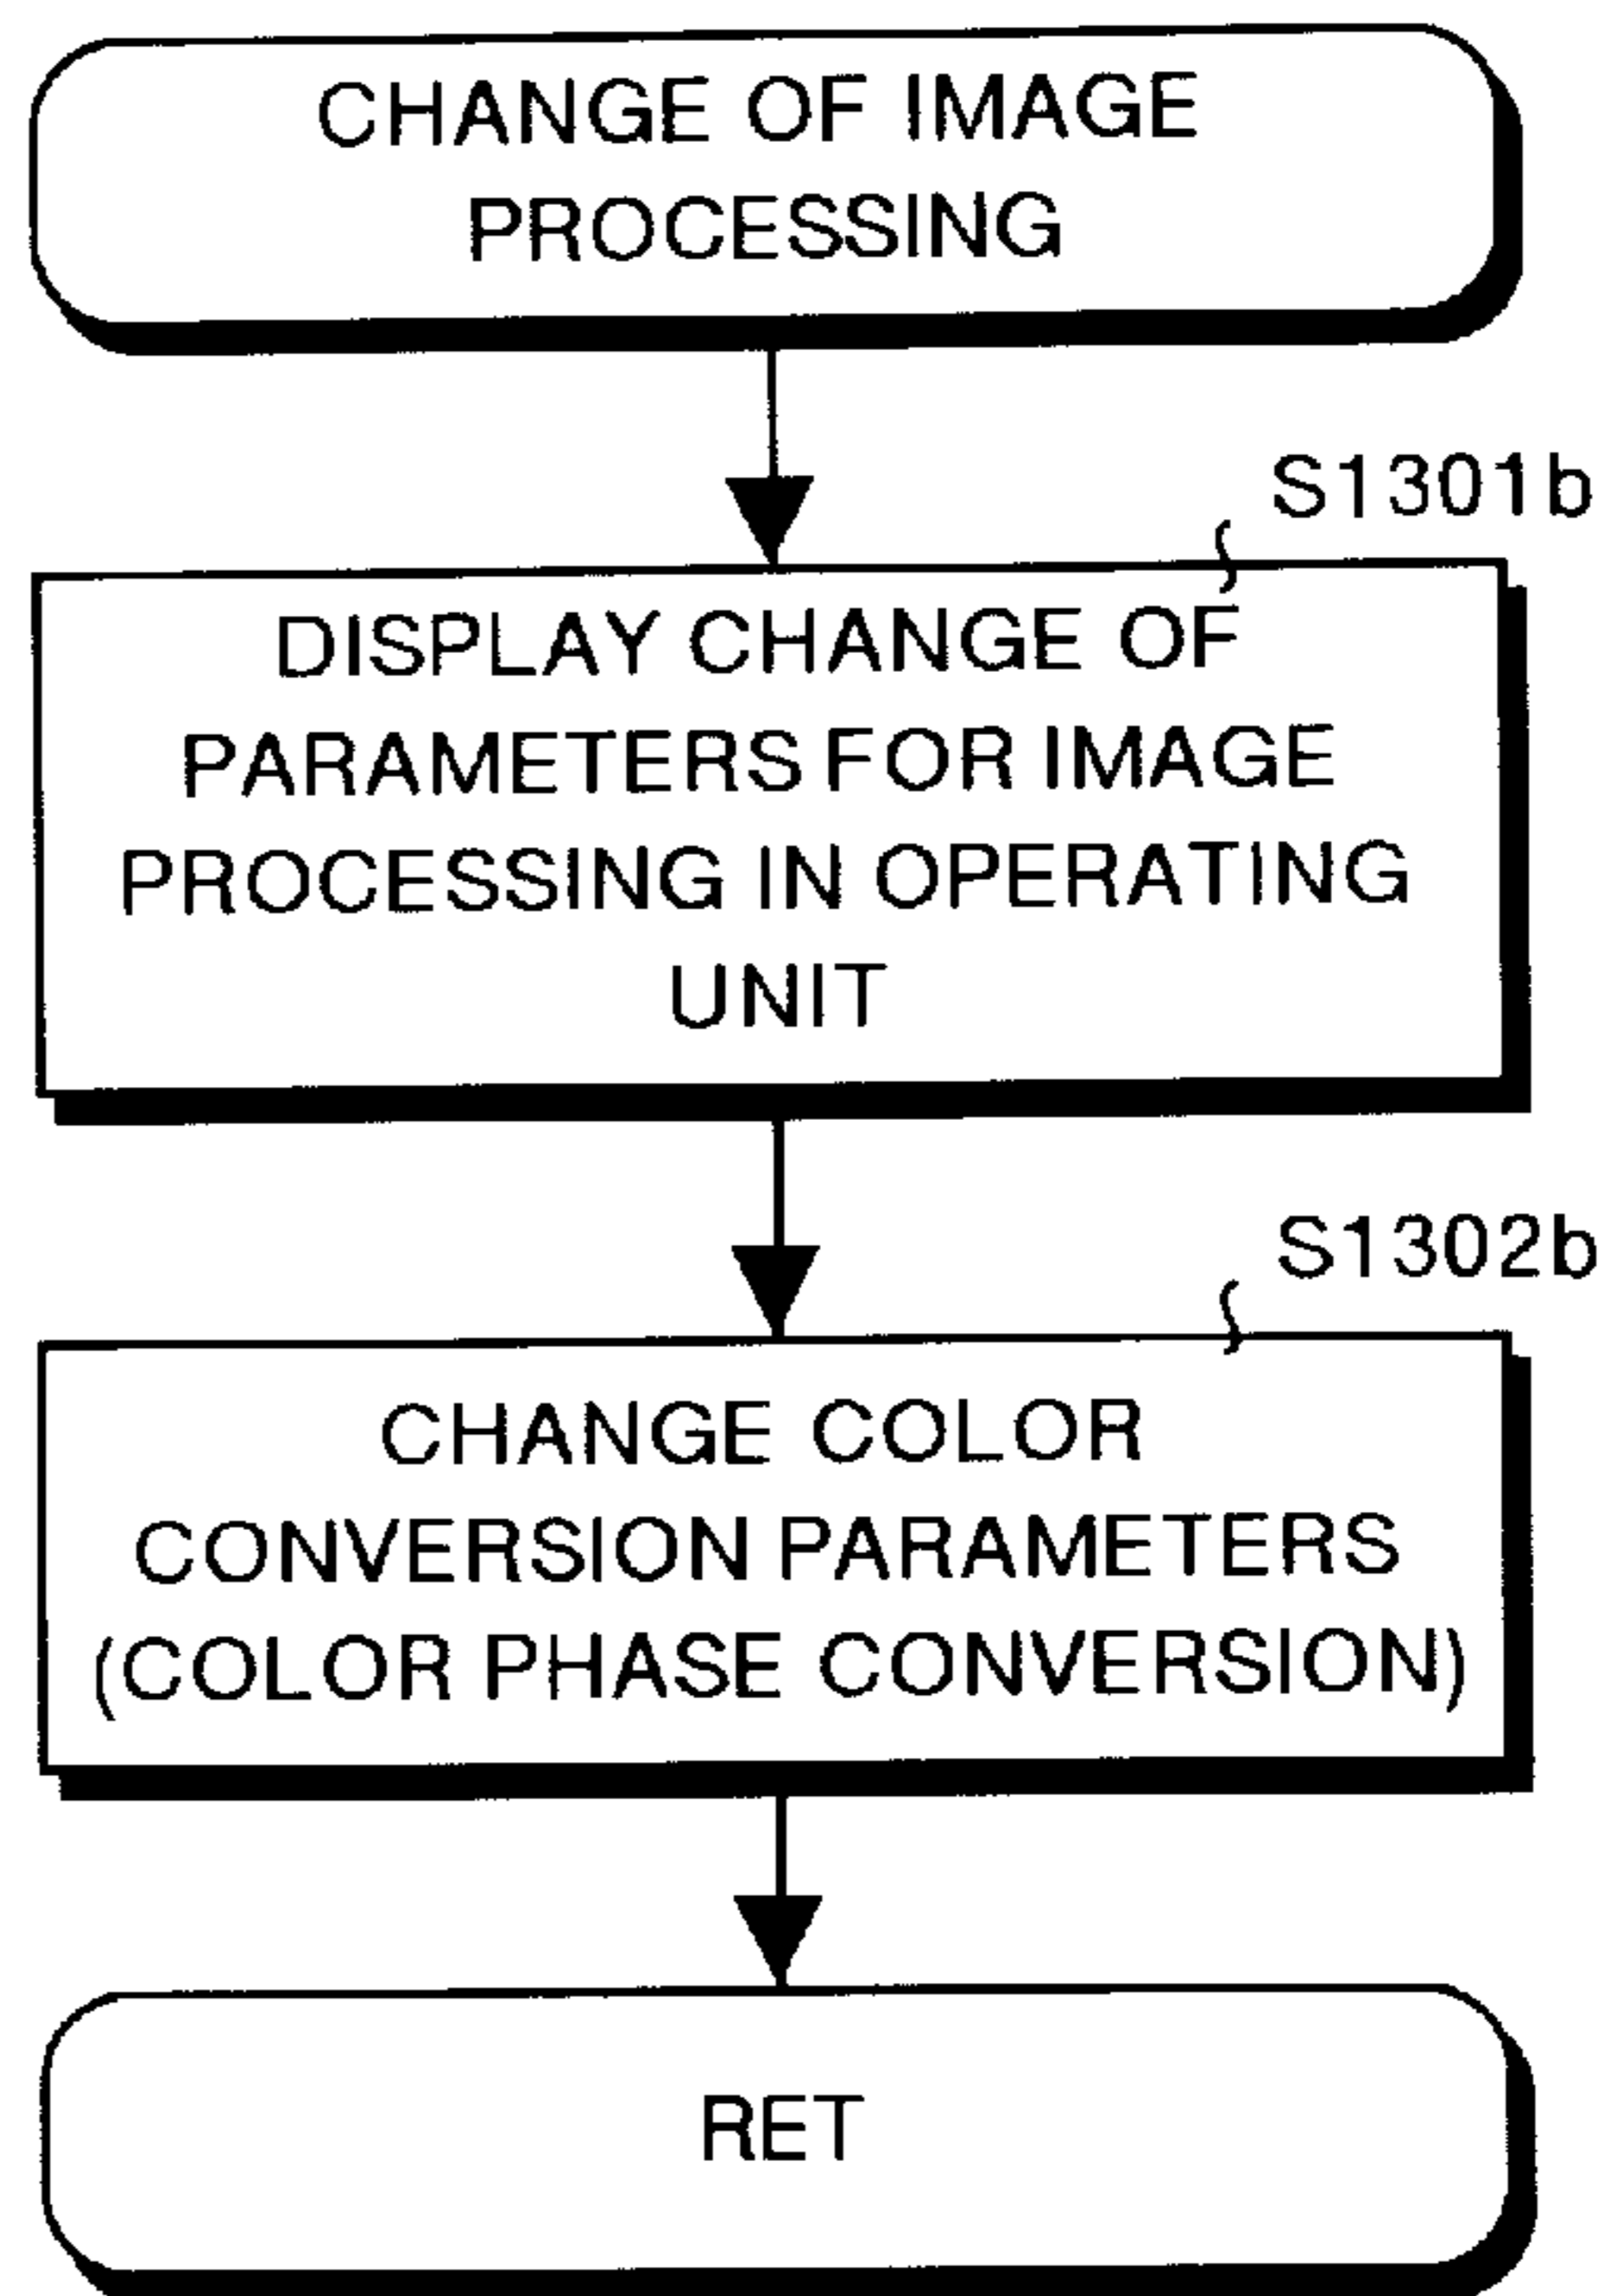 CHANGE OF IMAGE
PROCESSING
S1301b
DISPLAY CHANGE OF
PARAMETERS FOR IMAGE
PROCESSING IN OPERATING
UNIT
S1302b
CHANGE COLOR
CONVERSION PARAMETERS
(COLOR PHASE CONVERSION)
RET